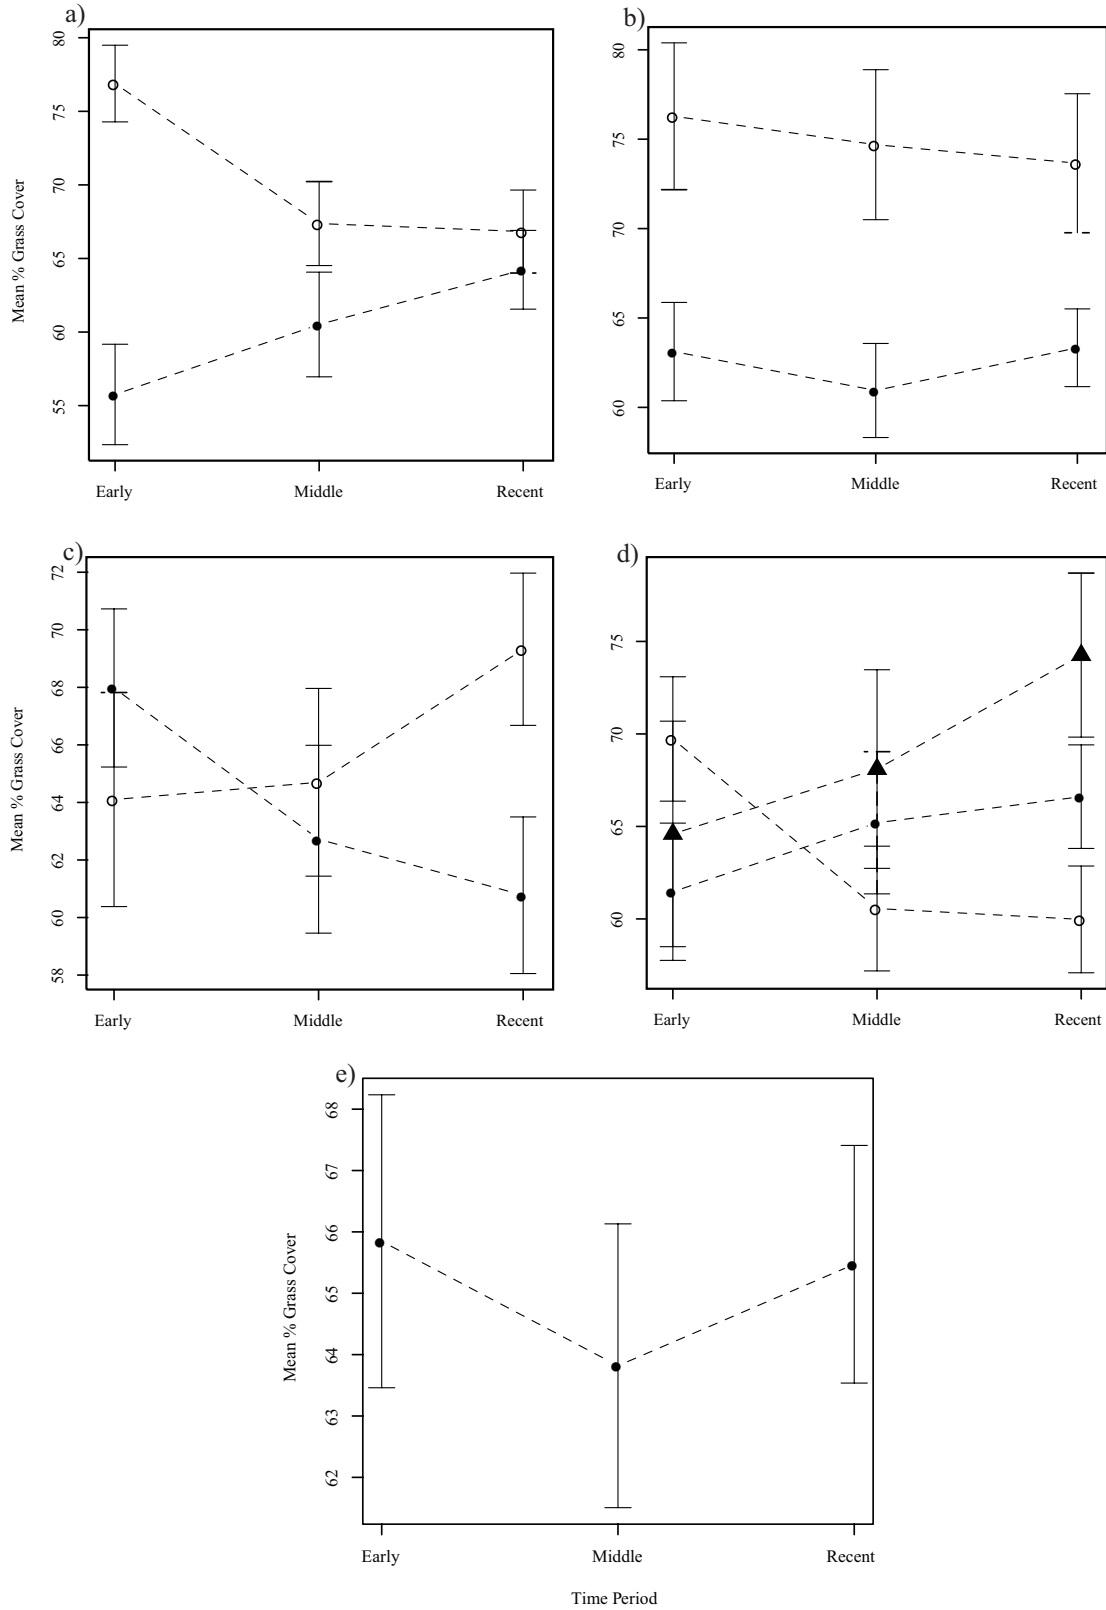 a)
Mean % Grass Cover
80
75
70
65
60
55
Early Middle Recent
b)
80
75
70
65
60
Early Middle Recent
c)
Mean % Grass Cover
72
70
68
66
64
62
60
58
Early Middle Recent
d)
75
70
65
60
Early Middle Recent
e)
Mean % Grass Cover
68
67
66
65
64
63
62
Early Middle Recent
Time Period